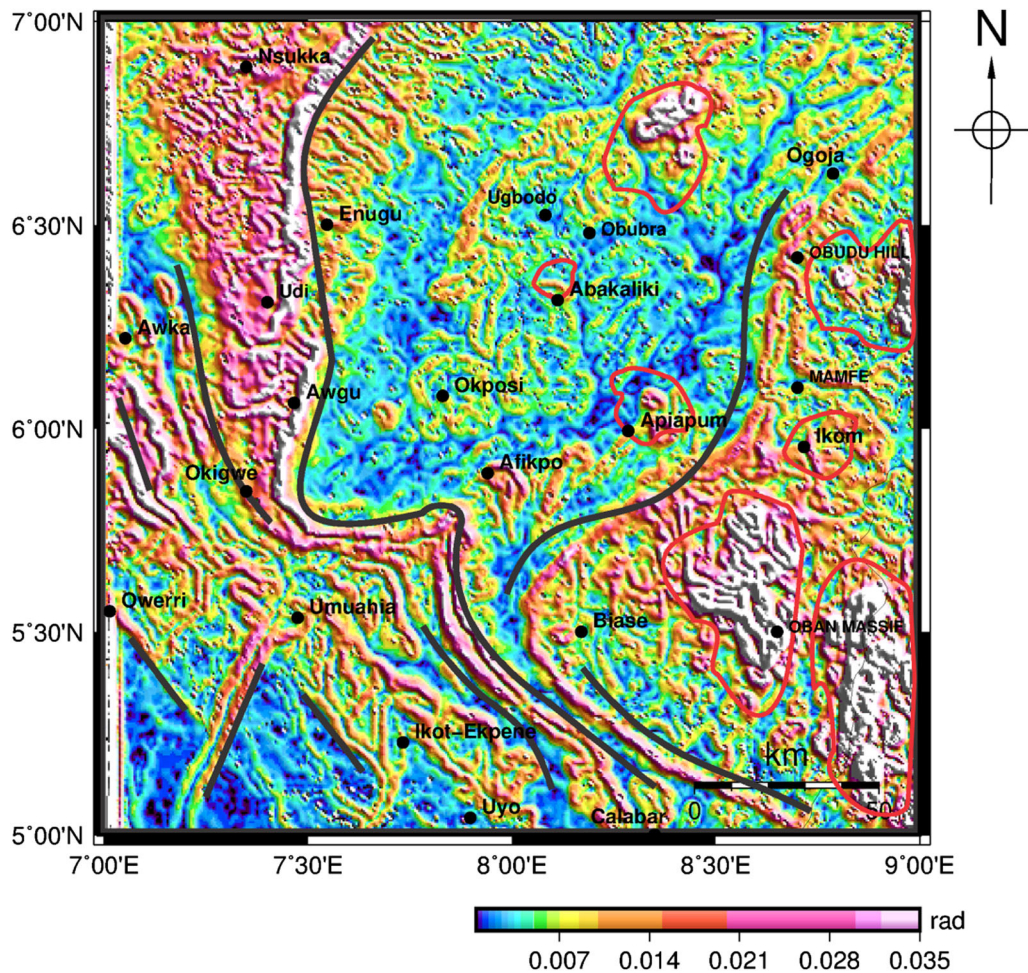 7°00'N
N
Nsukka
Ogoja
Ugbodo
6°30'N
Enugu
Obubra
OBUDU HILL
Abakaliki
Udi
Awka
MAMFE
Okposi
Awgu
6°00'N
Apiapum
Ikom
Afikpo
Okigwe
Owerri
Umuahia
5°30'N
Biase
OBAN MASSIF
Ikot-Ekpene
km
Uyo
Calabar
0
50
5°00'N
7°00'E
7°30'E
8°00'E
8°30'E
9°00'E
rad
0.007
0.014
0.021
0.028
0.035